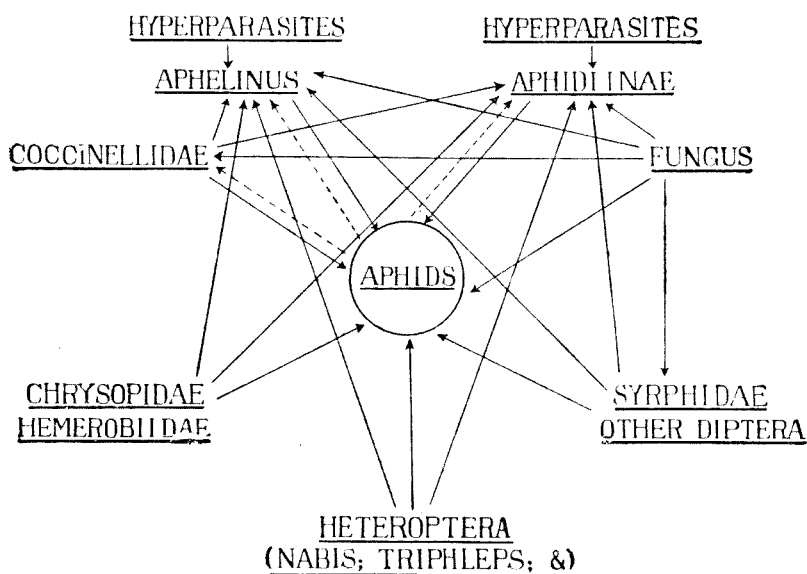 HYPERPARASITES
HYPERPARASITES
APHELINUS
APHIDIINAE
COCCINELLIDAE
FUNGUS
APHIDS
CHRYSOPIDAE
HEMEROBIIDAE
SYRPHIDAE
OTHER DIPTERA
HETEROPTERA
(NABIS; TRIPHLEPS; &)